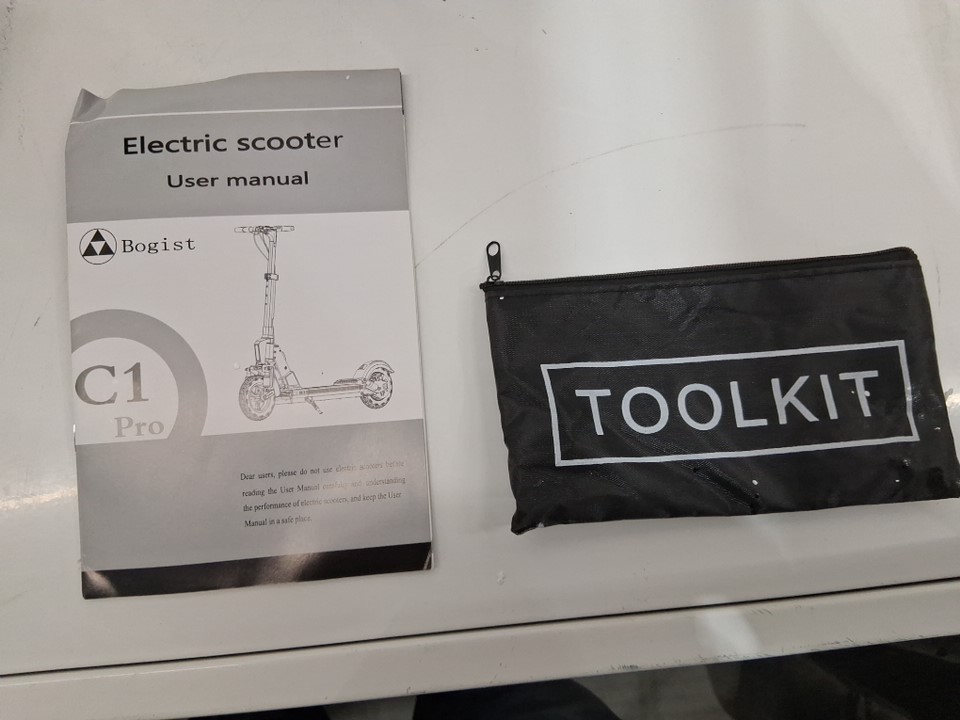 Electric scooter
User manual
Bogist
C1
Pro
Dear users, please do not use electric scooters before
reading the User Manual and understanding
the performance of electric scooters, and keep the User
Manual in a safe place.
TOOLKIT